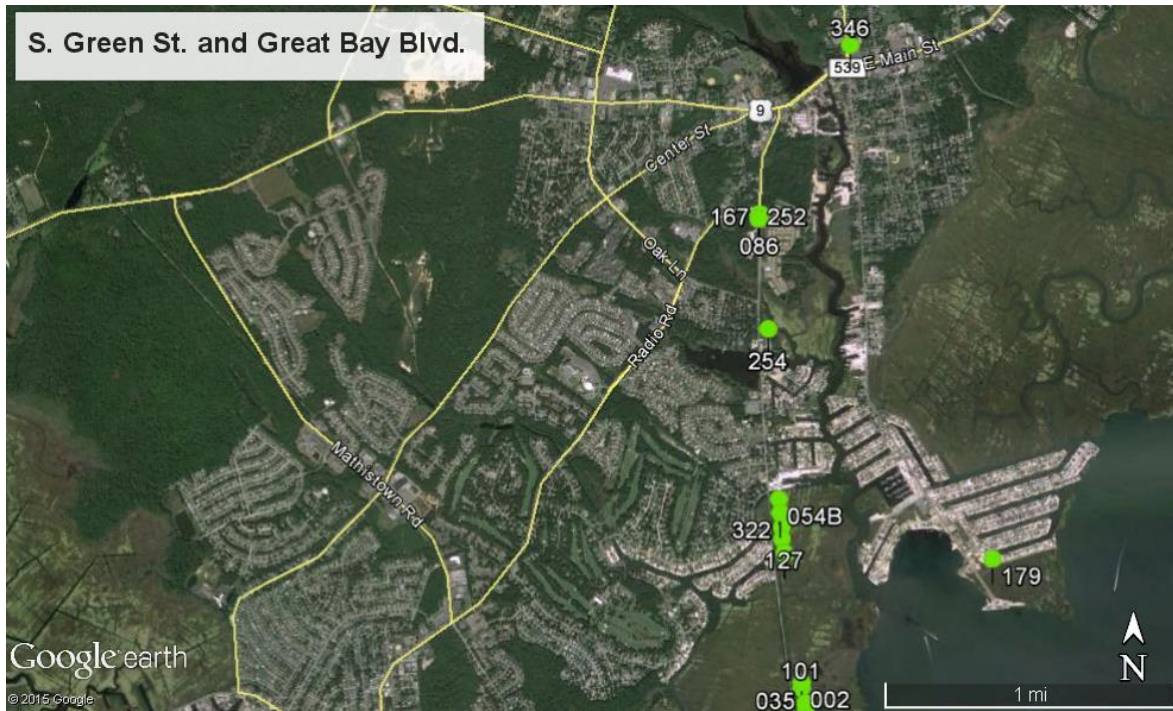 S. Green St. and Great Bay Blvd.
346
539
E Main St
9
Center St
167 252
086
Oak Ln
254
Radio Rd
Mathistown Rd
054B
322
127
179
101
035 002
N
1 mi
Google earth
© 2015 Google